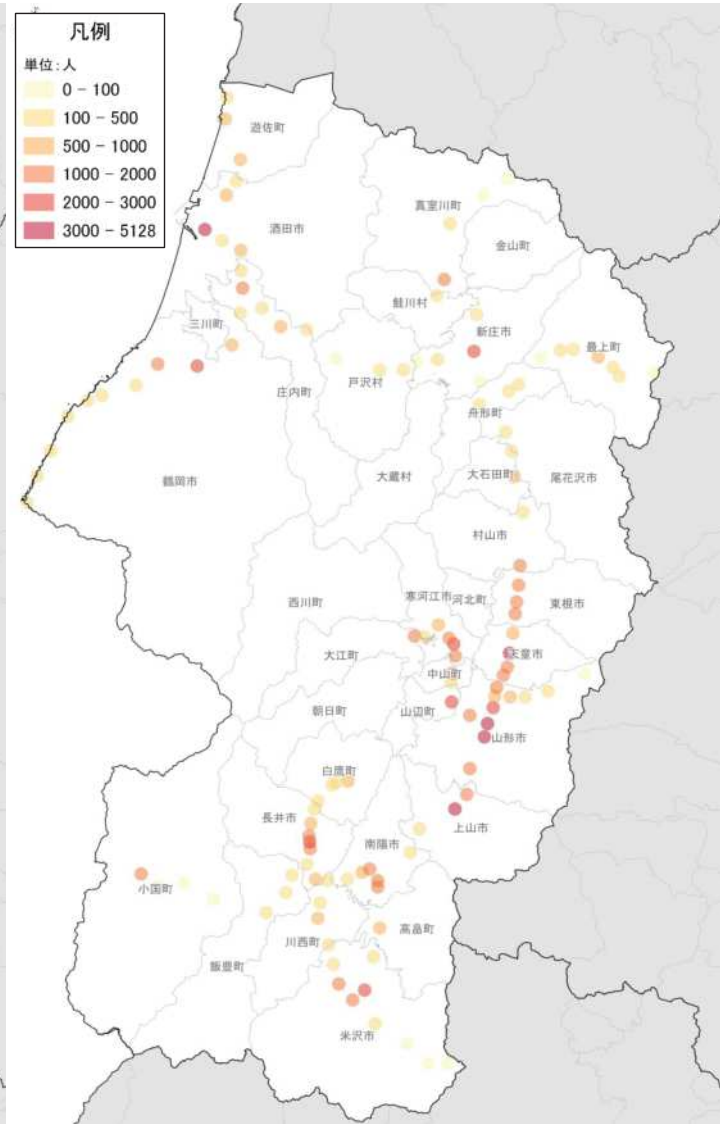 凡例
単位：人
0 - 100
100 - 500
500 - 1000
1000 - 2000
2000 - 3000
3000 - 5128
遊佐町
真室川町
酒田市
金山町
鮭川村
三川町
新庄市
最上町
戸沢村
庄内町
舟形町
大蔵村
大石田町
尾花沢市
鶴岡市
村山市
西川町
寒河江市
河北町
東根市
大江町
天童市
中山町
朝日町
山辺町
山形市
白鷹町
長井市
上山市
南陽市
小国町
高畠町
川西町
飯豊町
米沢市